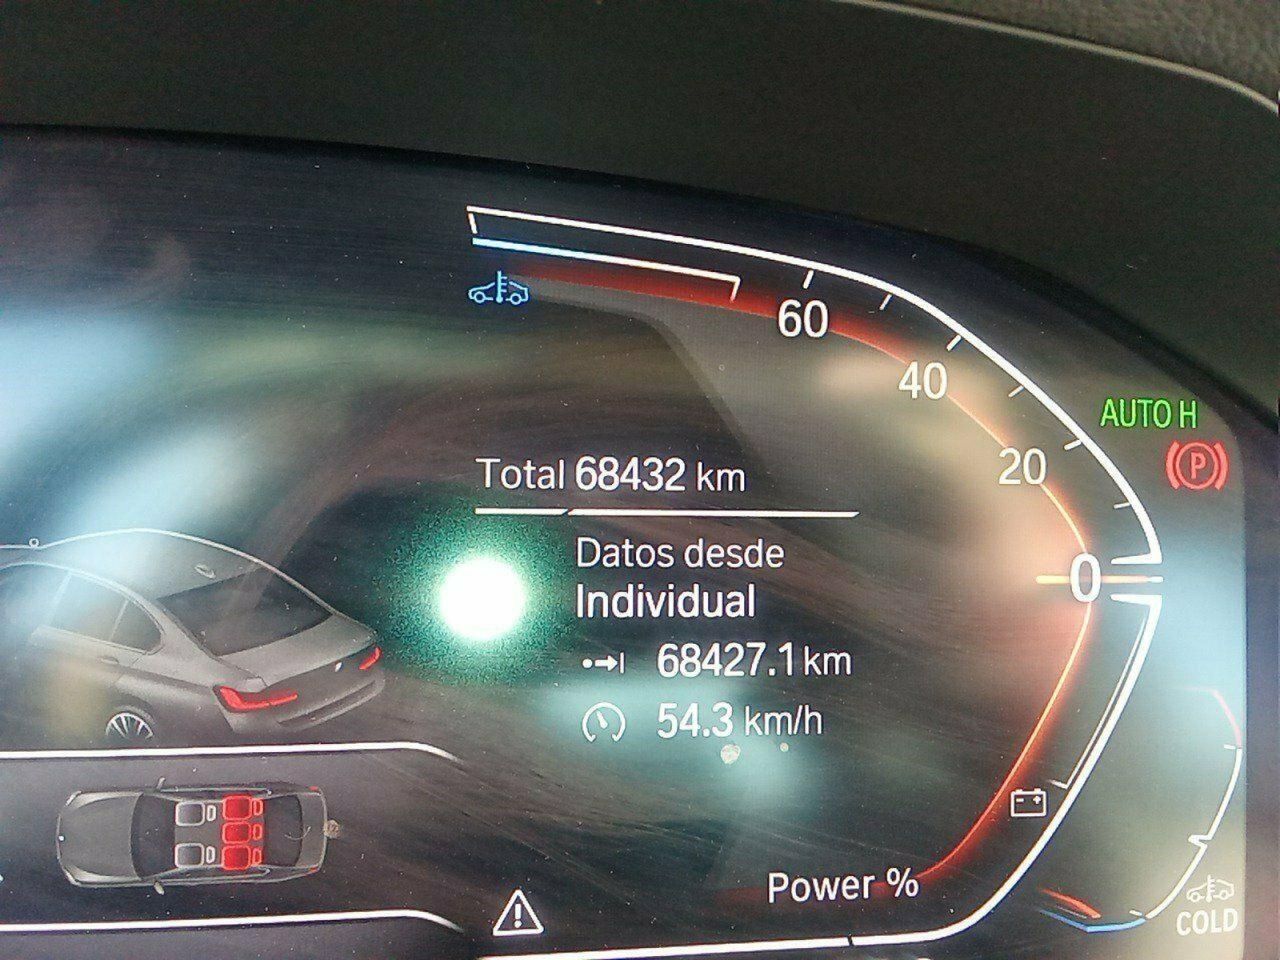 60
40
AUTO H
P
20
Total 68432 km
Datos desde
0
Individual
68427.1 km
54.3 km/h
Power %
COLD